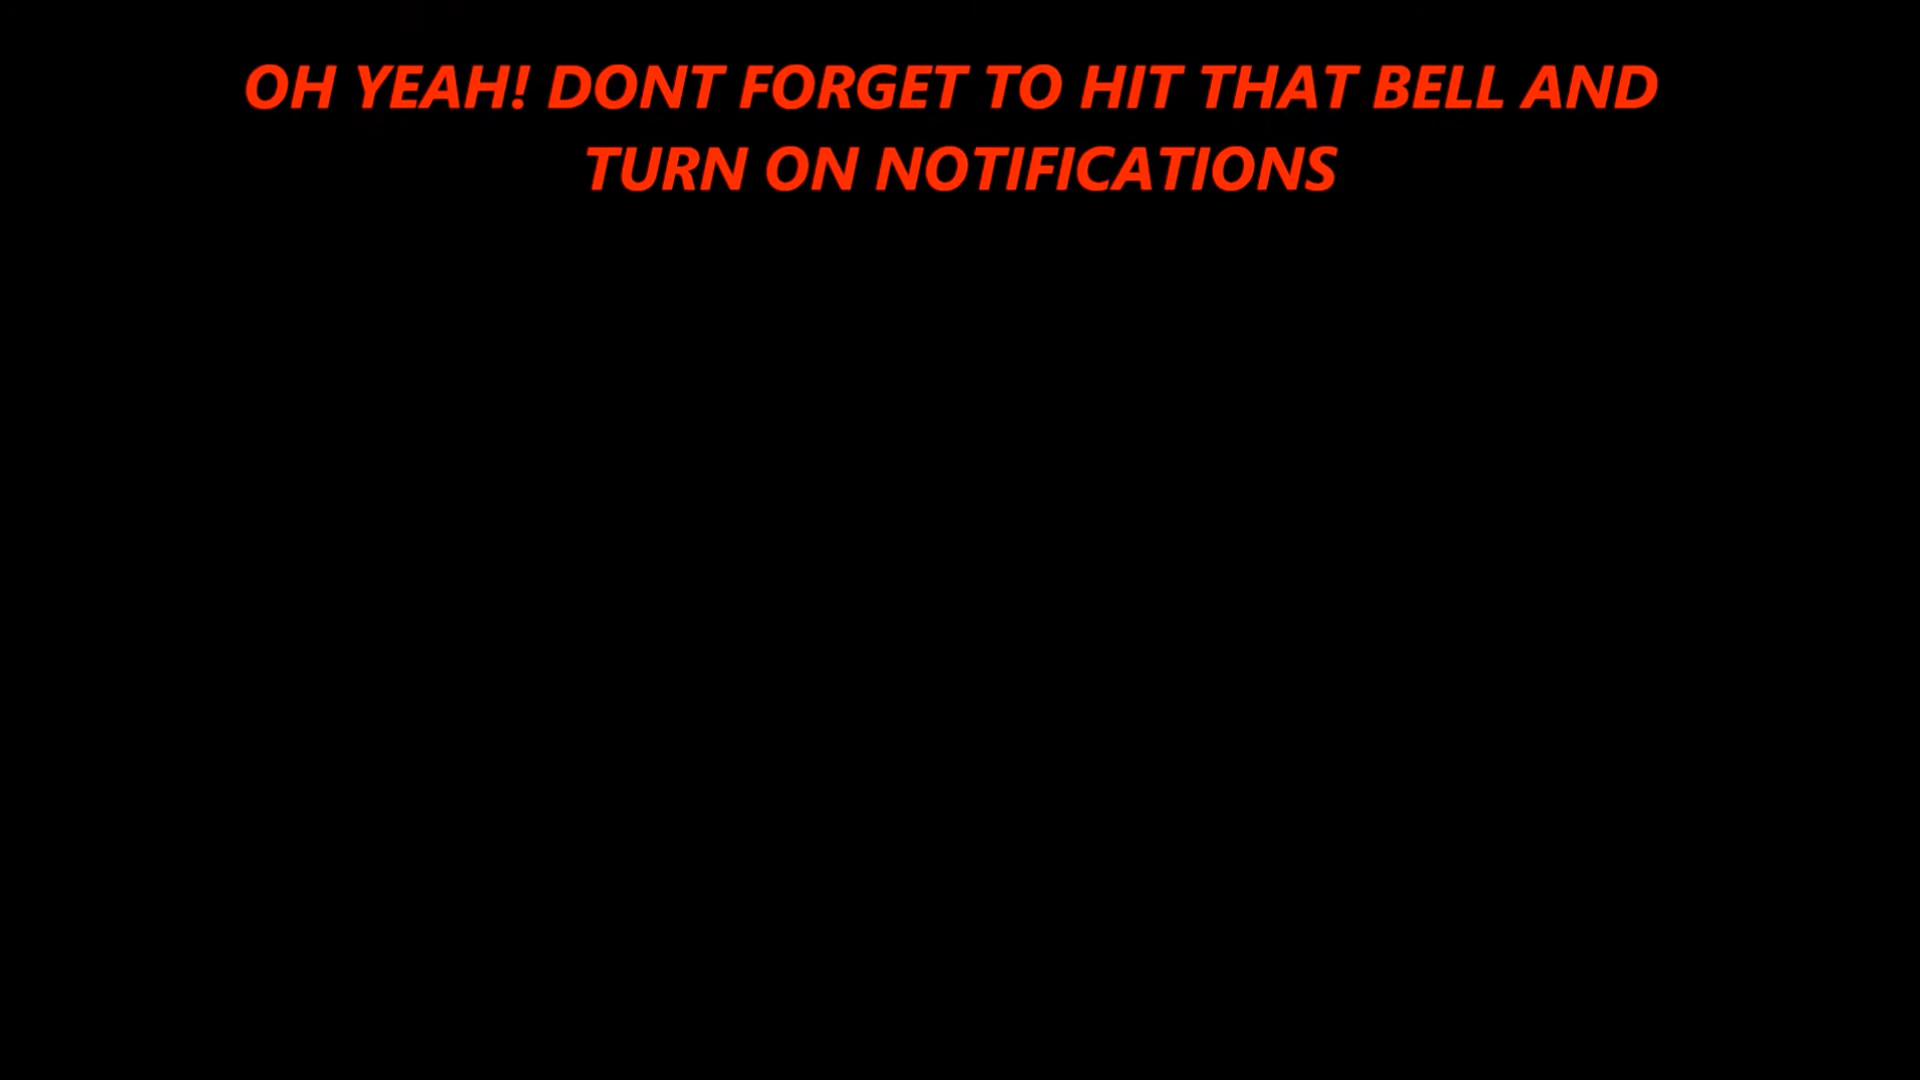 OH YEAH! DONT FORGET TO HIT THAT BELL AND
TURN ON NOTIFICATIONS